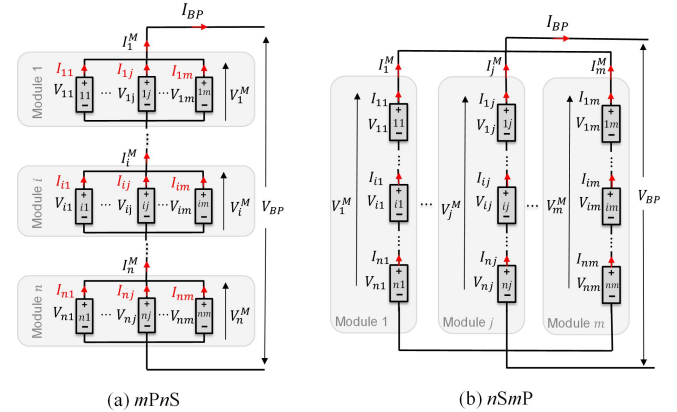 I_BP I_BP
I_1^M I_1^M I_j^M I_m^M
Module 1
I_11 I_1j I_1m
V_11 + 11 − ··· V_1j + 1j − ··· V_1m + 1m − V_1^M
I_11 I_1j I_1m
V_11 + 11 − V_1j + 1j − V_1m + 1m −
I_i^M
Module i
I_i1 I_ij I_im
V_i1 + i1 − ··· V_ij + ij − ··· V_im + im − V_i^M V_BP
I_i1 I_ij I_im
V_1^M V_i1 + i1 − ··· V_j^M V_ij + ij − ··· V_m^M V_im + im − V_BP
I_n^M
Module n
I_n1 I_nj I_nm
V_n1 + n1 − ··· V_nj + nj − ··· V_nm + nm − V_n^M
I_n1 I_nj I_nm
V_n1 + n1 − V_nj + nj − V_nm + nm −
Module 1 Module j Module m
(a) mPnS (b) nSmP